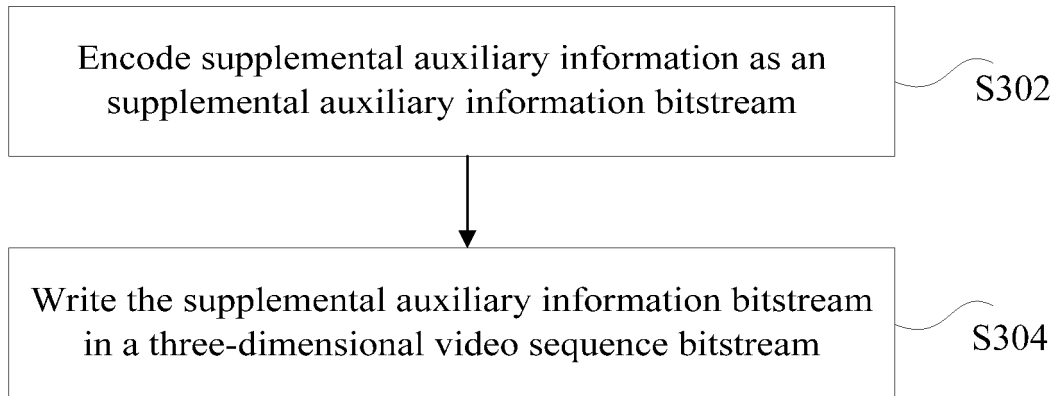 Encode supplemental auxiliary information as an
supplemental auxiliary information bitstream
S302
Write the supplemental auxiliary information bitstream
in a three-dimensional video sequence bitstream
S304